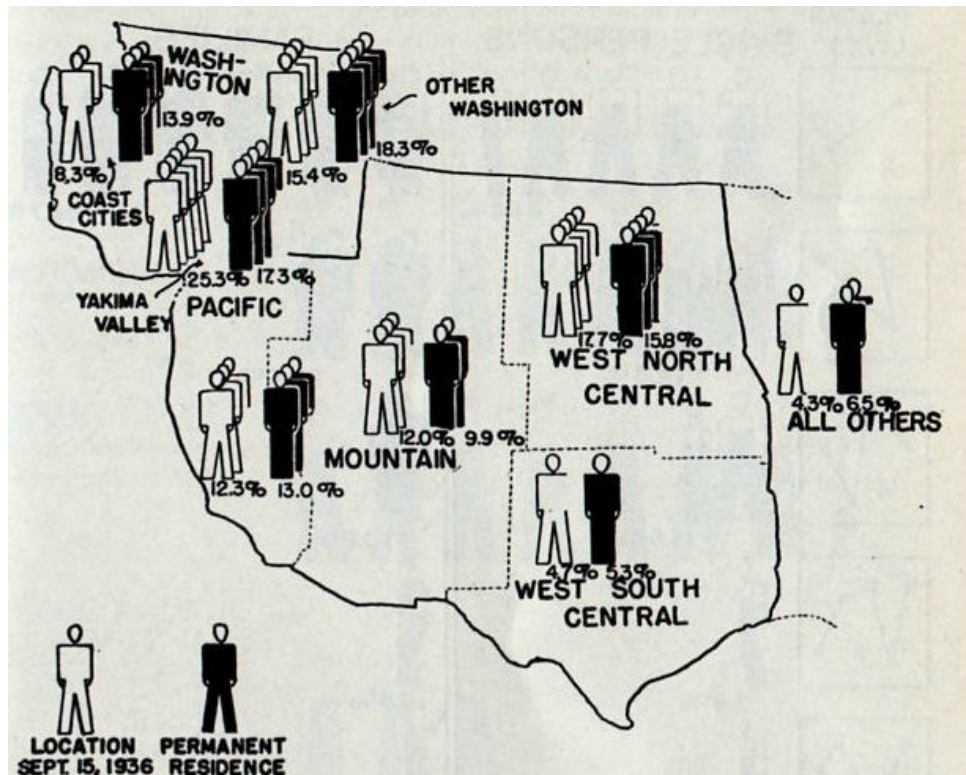 WASH-
INGTON
OTHER
WASHINGTON
13.9%
18.3%
8.3%
15.4%
COAST
CITIES
25.3% 17.3%
YAKIMA
VALLEY
PACIFIC
17.7% 15.8%
WEST NORTH
CENTRAL
4.3% 6.5%
ALL OTHERS
12.0% 9.9%
MOUNTAIN
12.3% 13.0%
4.7% 5.3%
WEST SOUTH
CENTRAL
LOCATION
SEPT. 15, 1936
PERMANENT
RESIDENCE